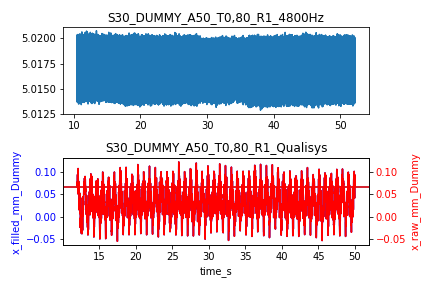 S30_DUMMY_A50_T0,80_R1_4800Hz
5.0200
5.0175
5.0150
5.0125
10 20 30 40 50
S30_DUMMY_A50_T0,80_R1_Qualisys
x_filled_mm_Dummy
0.10
0.05
0.00
−0.05
0.10
0.05
0.00
−0.05
x_raw_mm_Dummy
15 20 25 30 35 40 45 50
time_s